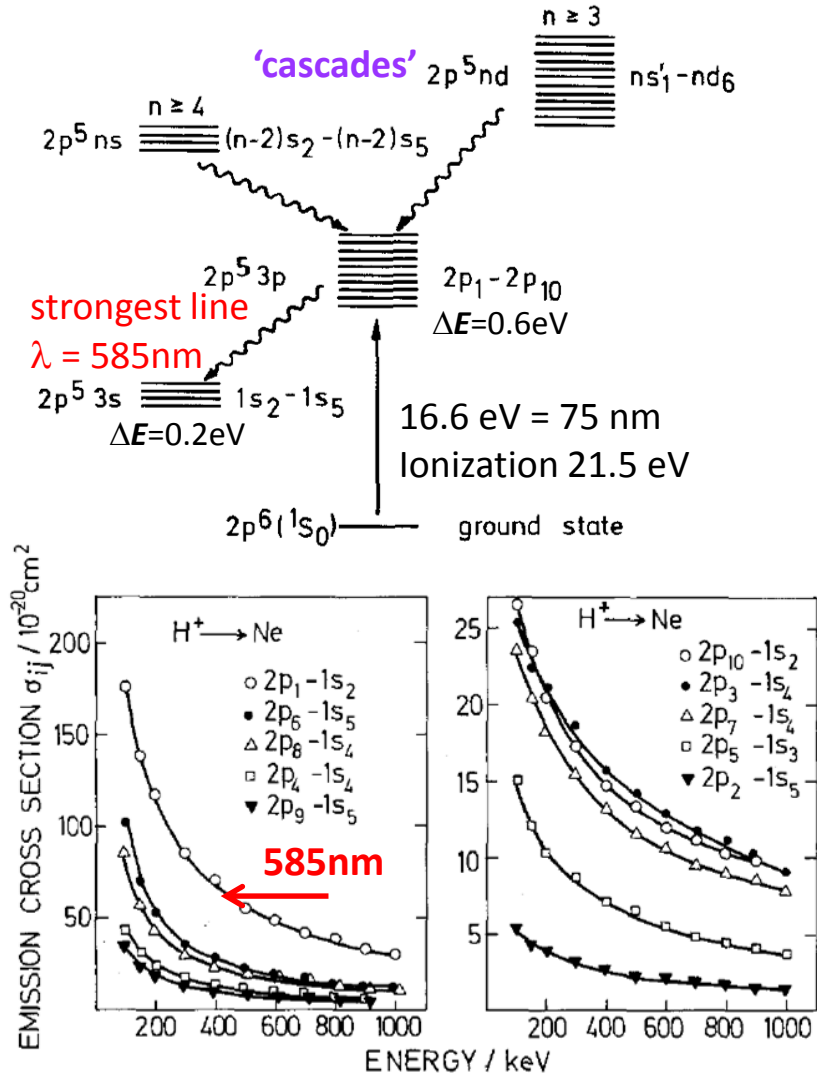 n ≥ 3
'cascades'
2p⁵nd
ns'₁-nd₆
n ≥ 4
2p⁵ns
(n-2)s₂-(n-2)s₅
2p⁵3p
2p₁-2p₁₀
ΔE=0.6eV
strongest line
λ = 585nm
2p⁵3s
1s₂-1s₅
ΔE=0.2eV
16.6 eV = 75 nm
Ionization 21.5 eV
2p⁶(¹S₀)
ground state
EMISSION CROSS SECTION σij / 10⁻²⁰cm²
200
150
100
50
H⁺→Ne
2p₁-1s₂
2p₆-1s₅
2p₈-1s₄
2p₄-1s₄
2p₉-1s₅
585nm
200 400 600 800 1000
25
20
15
10
5
H⁺→Ne
2p₁₀-1s₂
2p₃-1s₄
2p₇-1s₄
2p₅-1s₃
2p₂-1s₅
200 400 600 800 1000
ENERGY / keV